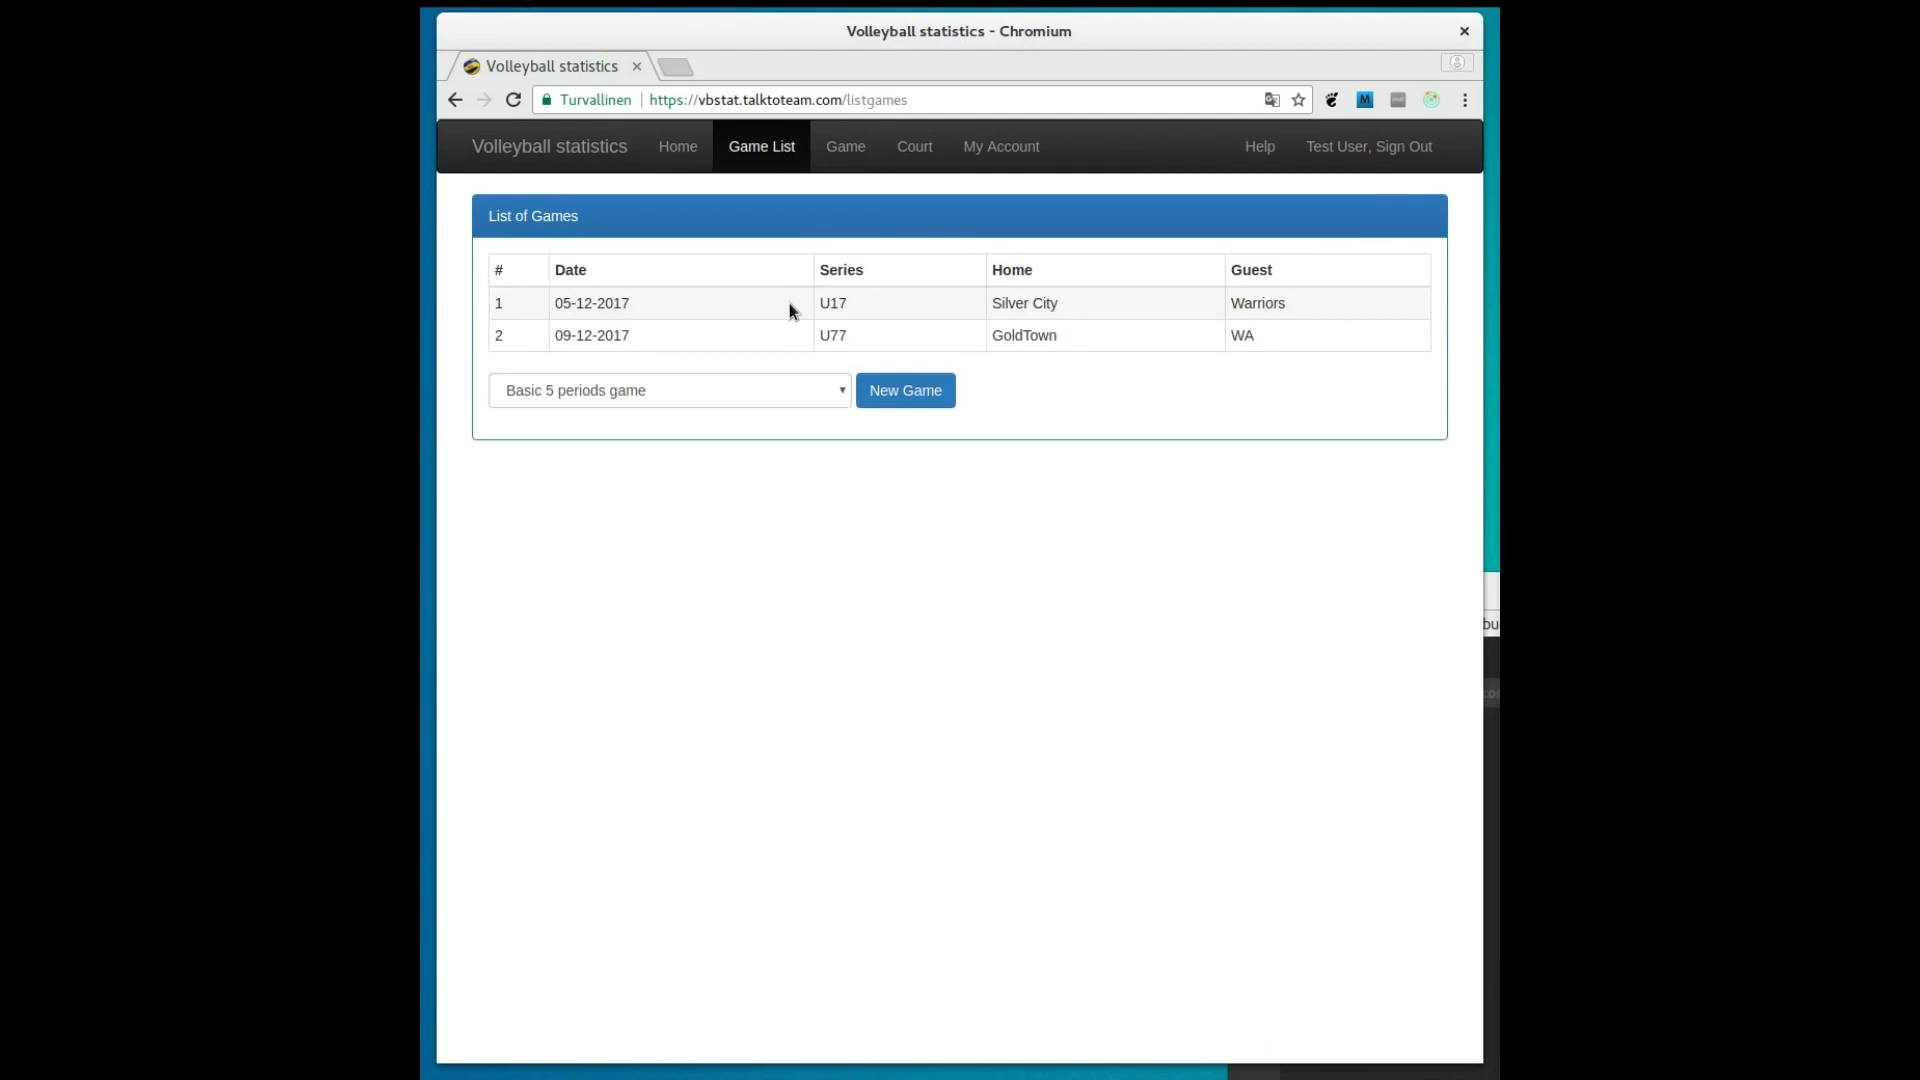 Volleyball statistics - Chromium
Volleyball statistics
Turvallinen https://vbstat.talktoteam.com/listgames
M
Volleyball statistics Home Game List Game Court My Account Help Test User, Sign Out
List of Games
# Date Series Home Guest
1 05-12-2017 U17 Silver City Warriors
2 09-12-2017 U77 GoldTown WA
Basic 5 periods game New Game
bu